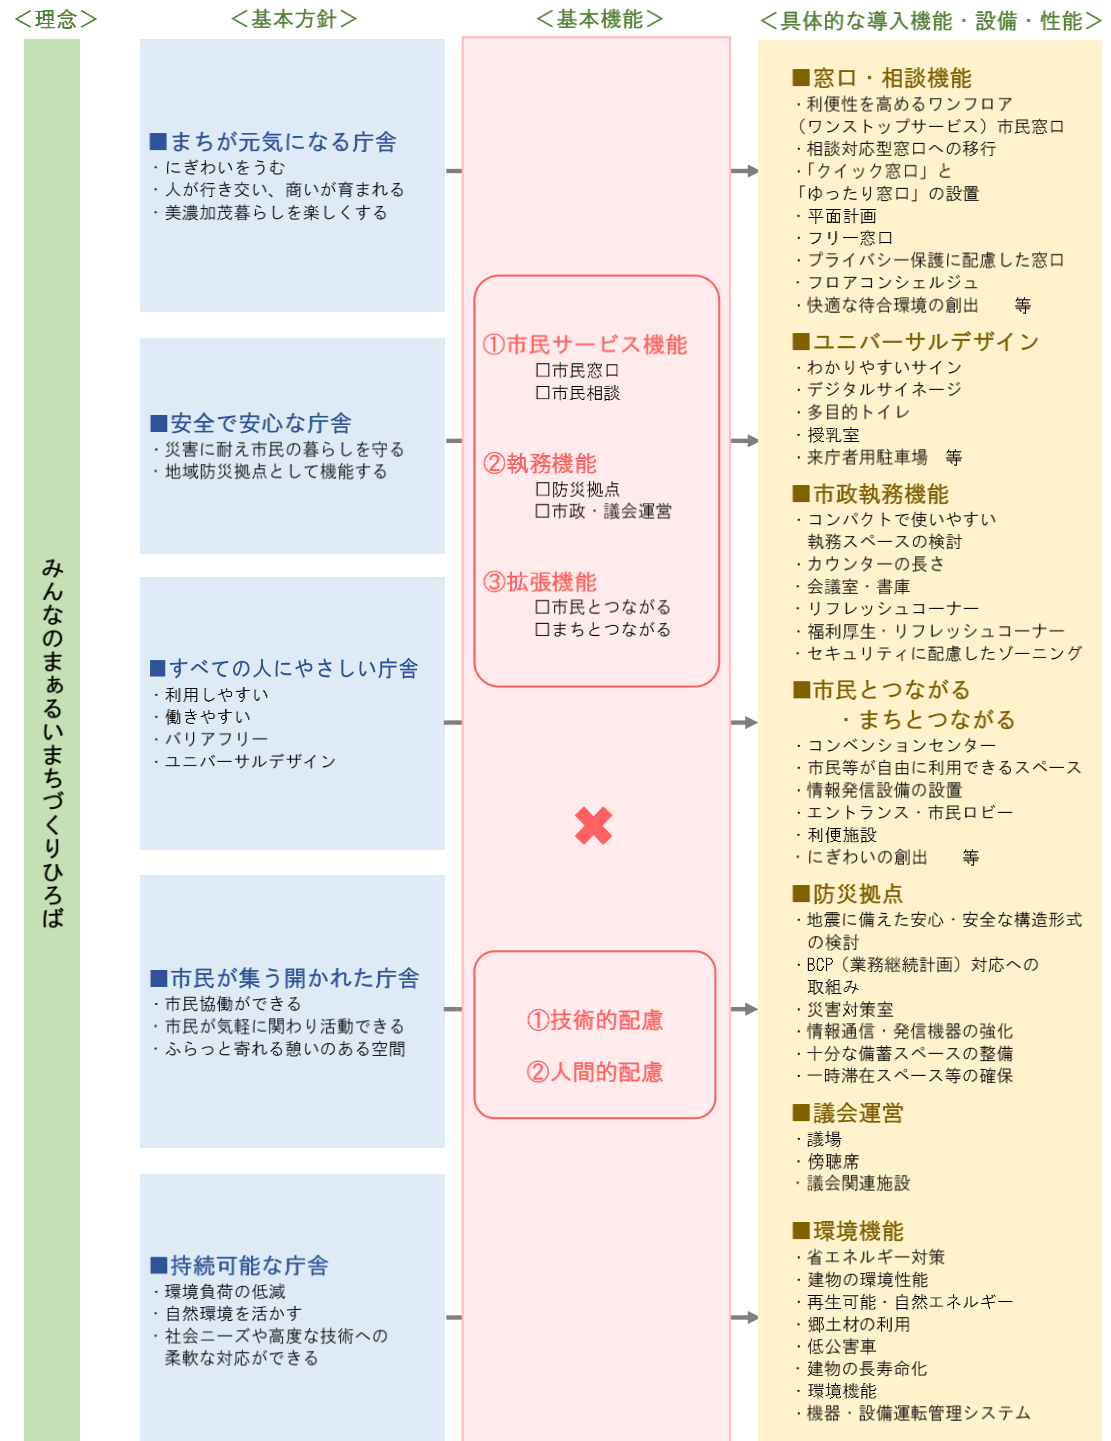 ＜理念＞
みんなのまぁるいまちづくりひろば
＜基本方針＞
■まちが元気になる庁舎
・にぎわいをうむ
・人が行き交い、商いが育まれる
・美濃加茂暮らしを楽しくする
■安全で安心な庁舎
・災害に耐え市民の暮らしを守る
・地域防災拠点として機能する
■すべての人にやさしい庁舎
・利用しやすい
・働きやすい
・バリアフリー
・ユニバーサルデザイン
■市民が集う開かれた庁舎
・市民協働ができる
・市民が気軽に関わり活動できる
・ふらっと寄れる憩いのある空間
■持続可能な庁舎
・環境負荷の低減
・自然環境を活かす
・社会ニーズや高度な技術への
柔軟な対応ができる
＜基本機能＞
①市民サービス機能
□市民窓口
□市民相談
②執務機能
□防災拠点
□市政・議会運営
③拡張機能
□市民とつながる
□まちとつながる
①技術的配慮
②人間的配慮
＜具体的な導入機能・設備・性能＞
■窓口・相談機能
・利便性を高めるワンフロア
（ワンストップサービス）市民窓口
・相談対応型窓口への移行
・「クイック窓口」と
「ゆったり窓口」の設置
・平面計画
・フリー窓口
・プライバシー保護に配慮した窓口
・フロアコンシェルジュ
・快適な待合環境の創出　　等
■ユニバーサルデザイン
・わかりやすいサイン
・デジタルサイネージ
・多目的トイレ
・授乳室
・来庁者用駐車場　等
■市政執務機能
・コンパクトで使いやすい
執務スペースの検討
・カウンターの長さ
・会議室・書庫
・リフレッシュコーナー
・福利厚生・リフレッシュコーナー
・セキュリティに配慮したゾーニング
■市民とつながる
・まちとつながる
・コンベンションセンター
・市民等が自由に利用できるスペース
・情報発信設備の設置
・エントランス・市民ロビー
・利便施設
・にぎわいの創出　　等
■防災拠点
・地震に備えた安心・安全な構造形式
の検討
・BCP（業務継続計画）対応への
取組み
・災害対策室
・情報通信・発信機器の強化
・十分な備蓄スペースの整備
・一時滞在スペース等の確保
■議会運営
・議場
・傍聴席
・議会関連施設
■環境機能
・省エネルギー対策
・建物の環境性能
・再生可能・自然エネルギー
・郷土材の利用
・低公害車
・建物の長寿命化
・環境機能
・機器・設備運転管理システム